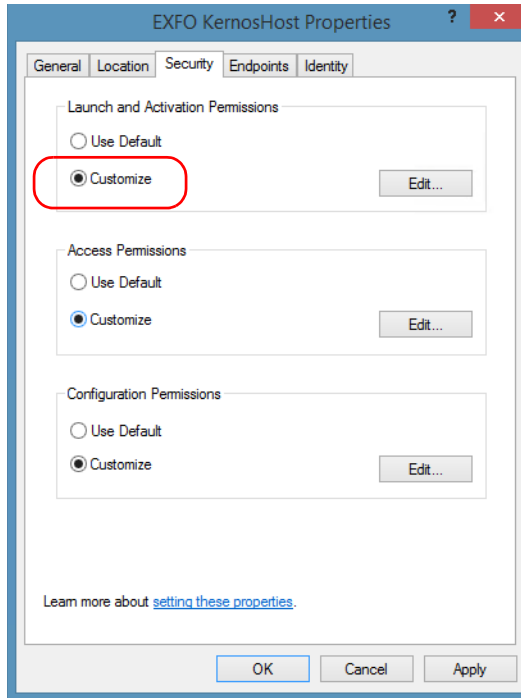 EXFO KernosHost Properties ? ×
General Location Security Endpoints Identity
Launch and Activation Permissions
Use Default
Customize
Edit...
Access Permissions
Use Default
Customize
Edit...
Configuration Permissions
Use Default
Customize
Edit...
Learn more about setting these properties.
OK Cancel Apply